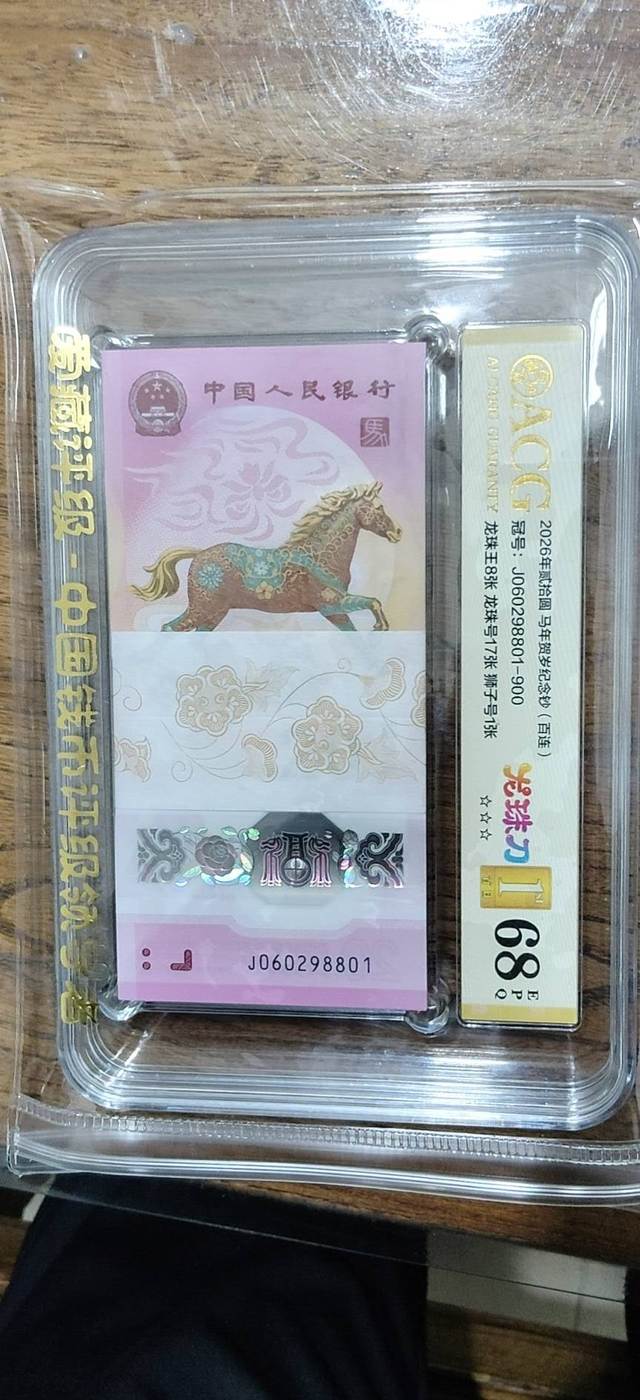 中国人民银行
馬
J060298801
ACG
2026年贰拾圆 马年贺岁纪念钞（百连）
冠号：J060298801-900
龙珠王8张 龙珠号17张 狮子号1张
龙珠刀
☆☆☆
T
68
EPQ
爱藏评级-中国钱币评级领导者